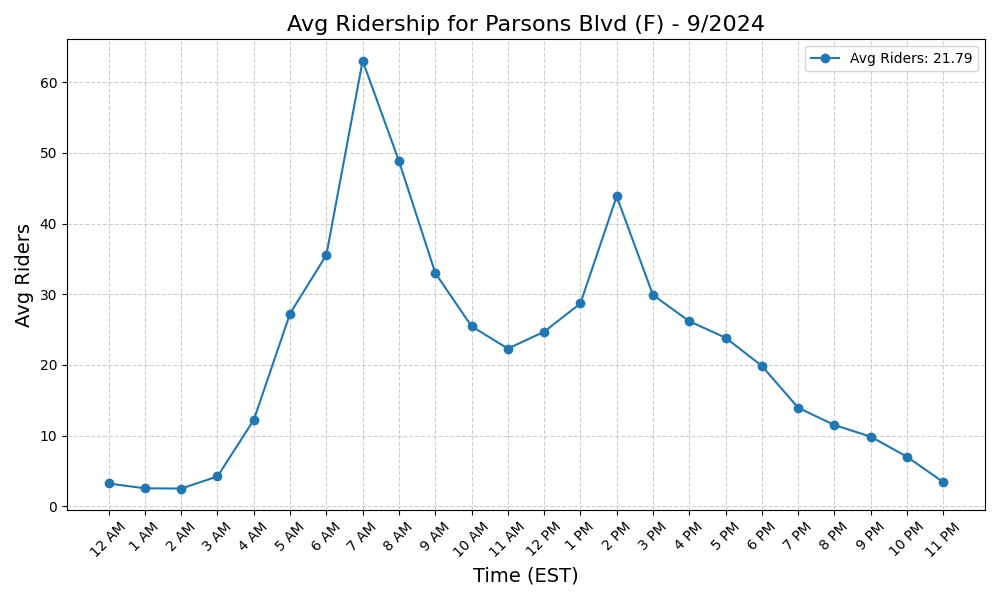 Avg Ridership for Parsons Blvd (F) - 9/2024
Avg Riders: 21.79
Avg Riders
60
50
40
30
20
10
0
12 AM
1 AM
2 AM
3 AM
4 AM
5 AM
6 AM
7 AM
8 AM
9 AM
10 AM
11 AM
12 PM
1 PM
2 PM
3 PM
4 PM
5 PM
6 PM
7 PM
8 PM
9 PM
10 PM
11 PM
Time (EST)